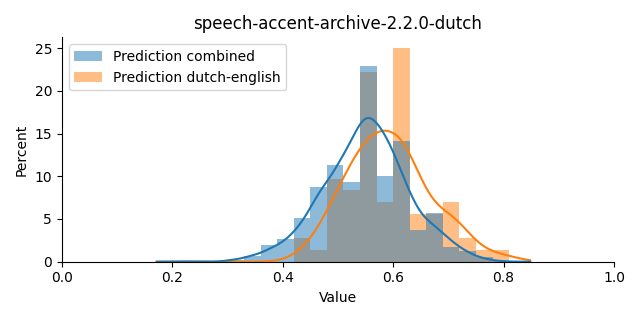 speech-accent-archive-2.2.0-dutch
Prediction combined
Prediction dutch-english
Percent
25
20
15
10
5
0
0.0 0.2 0.4 0.6 0.8 1.0
Value